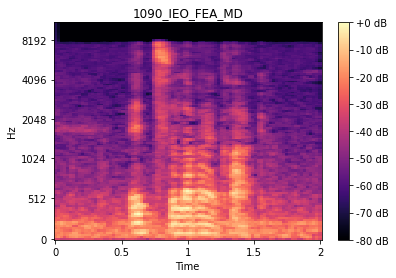 1090_IEO_FEA_MD
+0 dB
8192
-10 dB
4096
-20 dB
-30 dB
2048
Hz
-40 dB
1024
-50 dB
512
-60 dB
-70 dB
0
-80 dB
0 0.5 1 1.5 2
Time